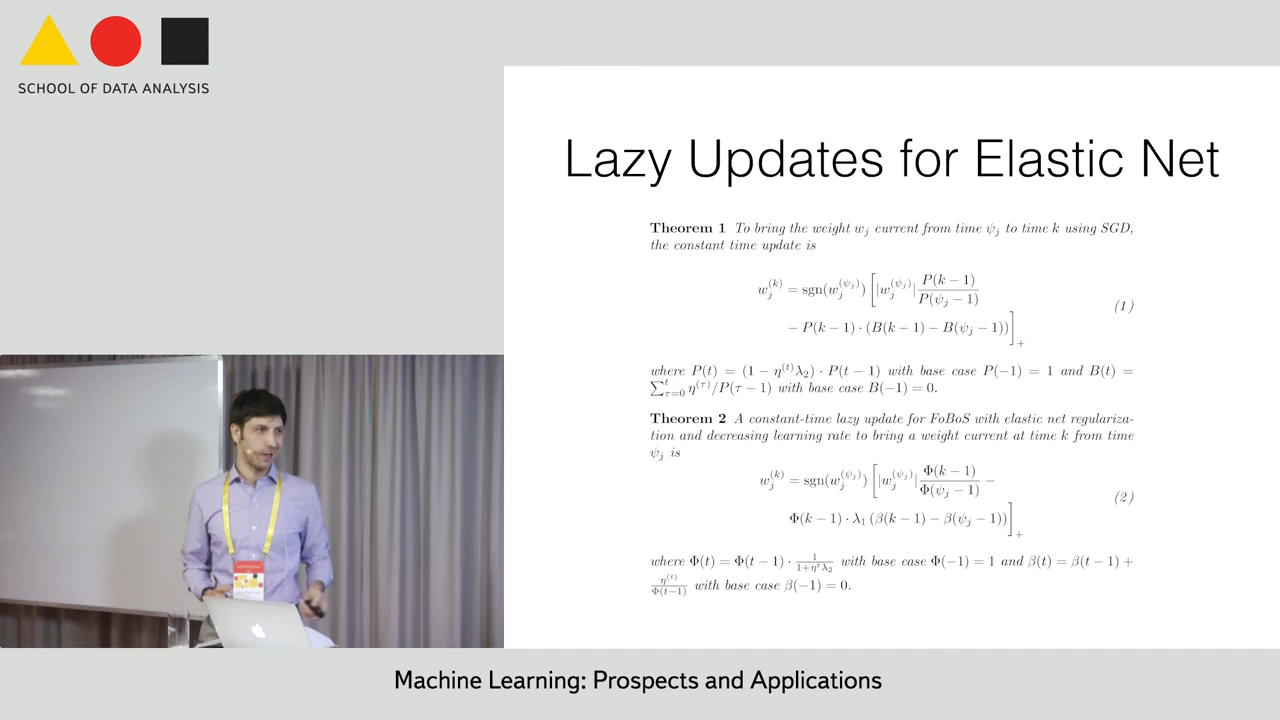 SCHOOL OF DATA ANALYSIS
Lazy Updates for Elastic Net
Theorem 1 To bring the weight w_j current from time ψ_j to time k using SGD,
the constant time update is
w_j^{(k)} = sgn(w_j^{(ψ_j)}) [ |w_j^{(ψ_j)}| P(k − 1) / P(ψ_j − 1)
− P(k − 1) · (B(k − 1) − B(ψ_j − 1)) ]_+ (1)
where P(t) = (1 − η^{(t)}λ_2) · P(t − 1) with base case P(−1) = 1 and B(t) =
∑_{τ=0}^{t} η^{(τ)}/P(τ − 1) with base case B(−1) = 0.
Theorem 2 A constant-time lazy update for FoBoS with elastic net regulariza-
tion and decreasing learning rate to bring a weight current at time k from time
ψ_j is
w_j^{(k)} = sgn(w_j^{(ψ_j)}) [ |w_j^{(ψ_j)}| Φ(k − 1) / Φ(ψ_j − 1) −
Φ(k − 1) · λ_1 (β(k − 1) − β(ψ_j − 1)) ]_+ (2)
where Φ(t) = Φ(t − 1) · 1 / (1+η^tλ_2) with base case Φ(−1) = 1 and β(t) = β(t − 1) +
η^{(t)} / Φ(t−1) with base case β(−1) = 0.
Machine Learning: Prospects and Applications